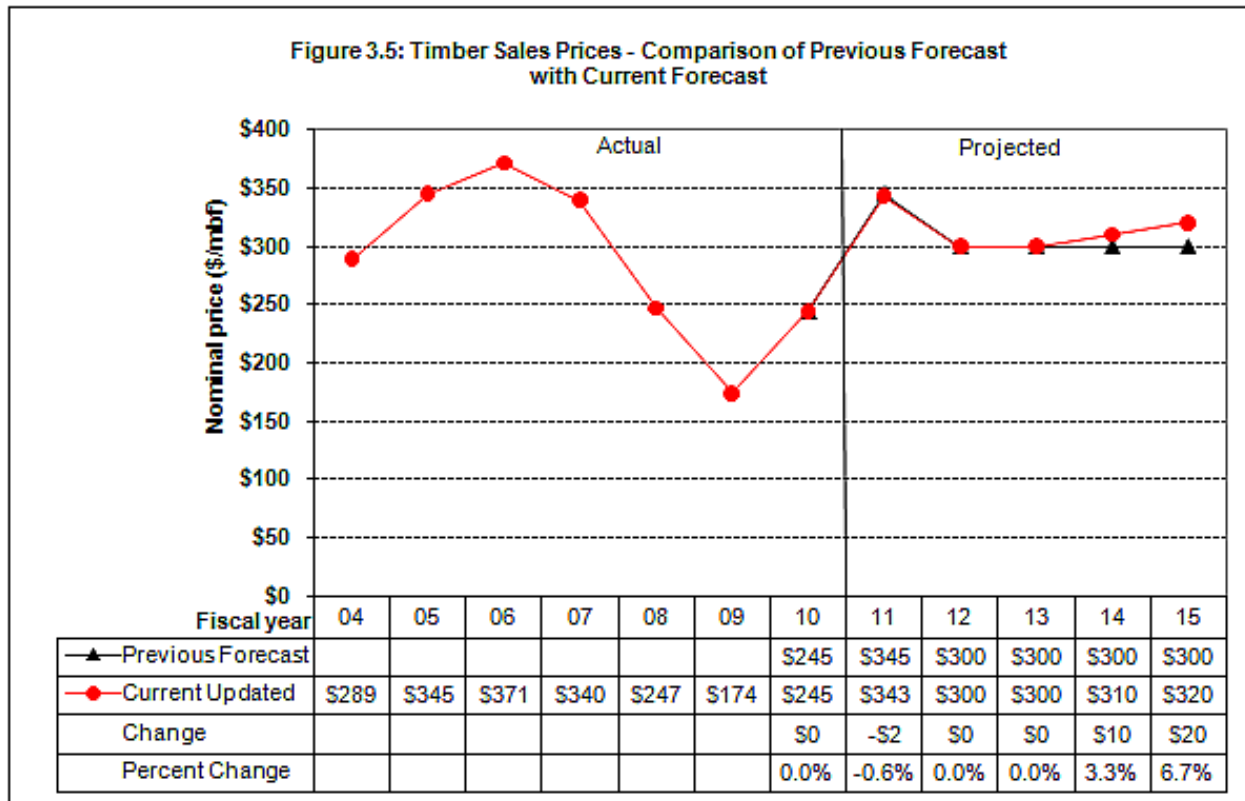 Figure 3.5: Timber Sales Prices - Comparison of Previous Forecast
with Current Forecast
Actual
Projected
Nominal price ($/mbf)
$400
$350
$300
$250
$200
$150
$100
$50
$0
Fiscal year 04 05 06 07 08 09 10 11 12 13 14 15
Previous Forecast $245 $345 $300 $300 $300 $300
Current Updated $289 $345 $371 $340 $247 $174 $245 $343 $300 $300 $310 $320
Change $0 -$2 $0 $0 $10 $20
Percent Change 0.0% -0.6% 0.0% 0.0% 3.3% 6.7%